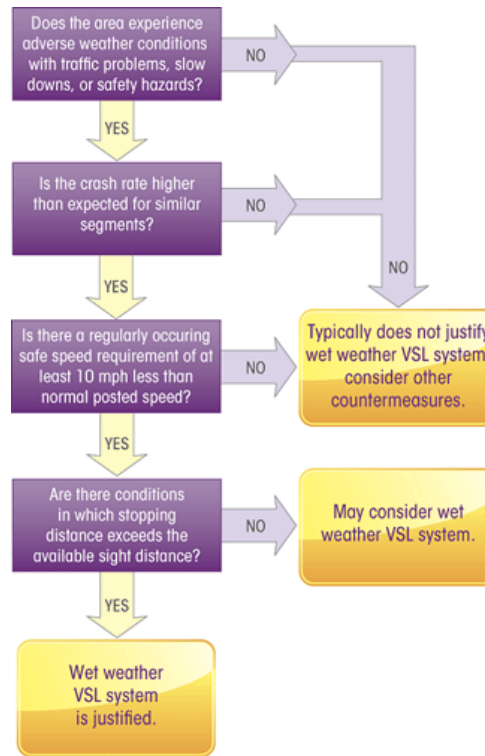 Does the area experience
adverse weather conditions
with traffic problems, slow
downs, or safety hazards?
NO
YES
Is the crash rate higher
than expected for similar
segments?
NO
NO
YES
Is there a regularly occuring
safe speed requirement of at
least 10 mph less than
normal posted speed?
NO
Typically does not justify
wet weather VSL system
consider other
countermeasures.
YES
Are there conditions
in which stopping
distance exceeds the
available sight distance?
NO
May consider wet
weather VSL system.
YES
Wet weather
VSL system
is justified.